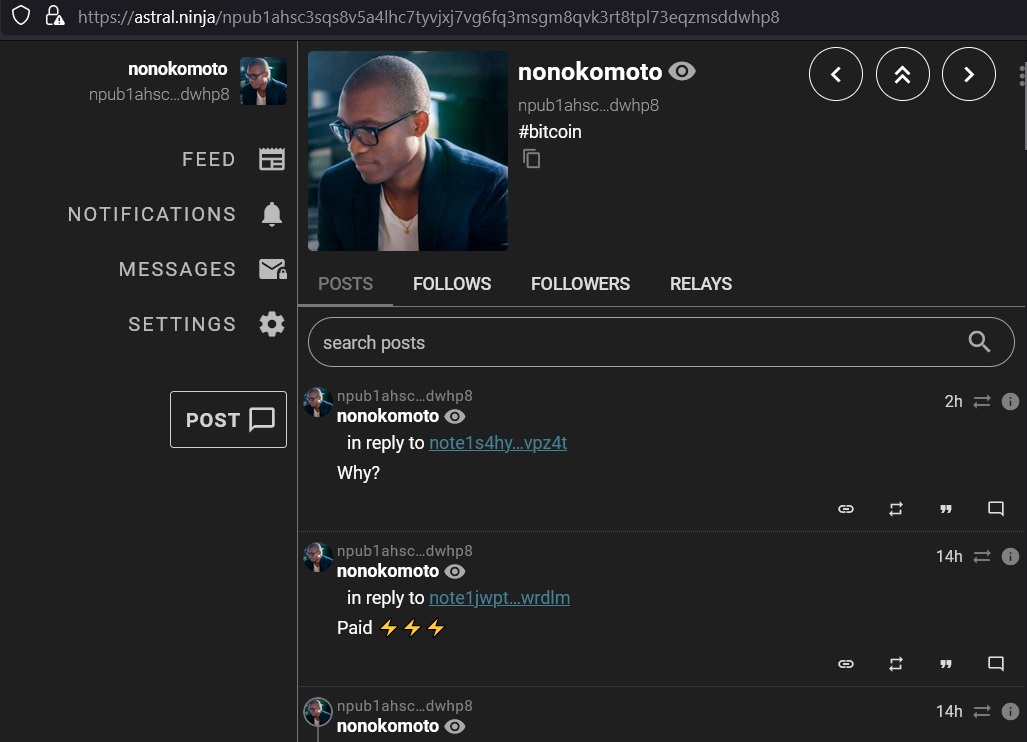 https://astral.ninja/npub1ahsc3sqs8v5a4lhc7tyvjxj7vg6fq3msgm8qvk3rt8tpl73eqzmsddwhp8
nonokomoto
npub1ahsc...dwhp8
FEED
NOTIFICATIONS
MESSAGES
SETTINGS
POST
nonokomoto
npub1ahsc...dwhp8
#bitcoin
POSTS FOLLOWS FOLLOWERS RELAYS
search posts
npub1ahsc...dwhp8
nonokomoto
2h
in reply to note1s4hy...vpz4t
Why?
npub1ahsc...dwhp8
nonokomoto
14h
in reply to note1jwpt...wrdlm
Paid ⚡⚡⚡
npub1ahsc...dwhp8
nonokomoto
14h